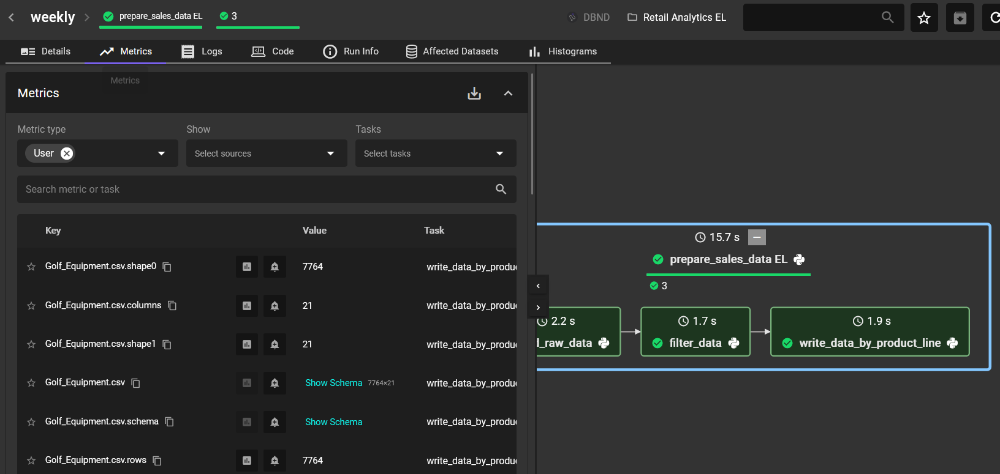 weekly
prepare_sales_data EL
3
DBND
Retail Analytics EL
Details
Metrics
Logs
Code
Run Info
Affected Datasets
Histograms
Metrics
Metrics
Metric type
Show
Tasks
User
Select sources
Select tasks
Search metric or task
Key
Value
Task
Golf_Equipment.csv.shape0
7764
write_data_by_produ
Golf_Equipment.csv.columns
21
write_data_by_produ
Golf_Equipment.csv.shape1
21
write_data_by_produ
Golf_Equipment.csv
Show Schema 7764×21
write_data_by_produ
Golf_Equipment.csv.schema
Show Schema
write_data_by_produ
Golf_Equipment.csv.rows
7764
write_data_by_produ
15.7 s
prepare_sales_data EL
3
2.2 s
d_raw_data
1.7 s
filter_data
1.9 s
write_data_by_product_line